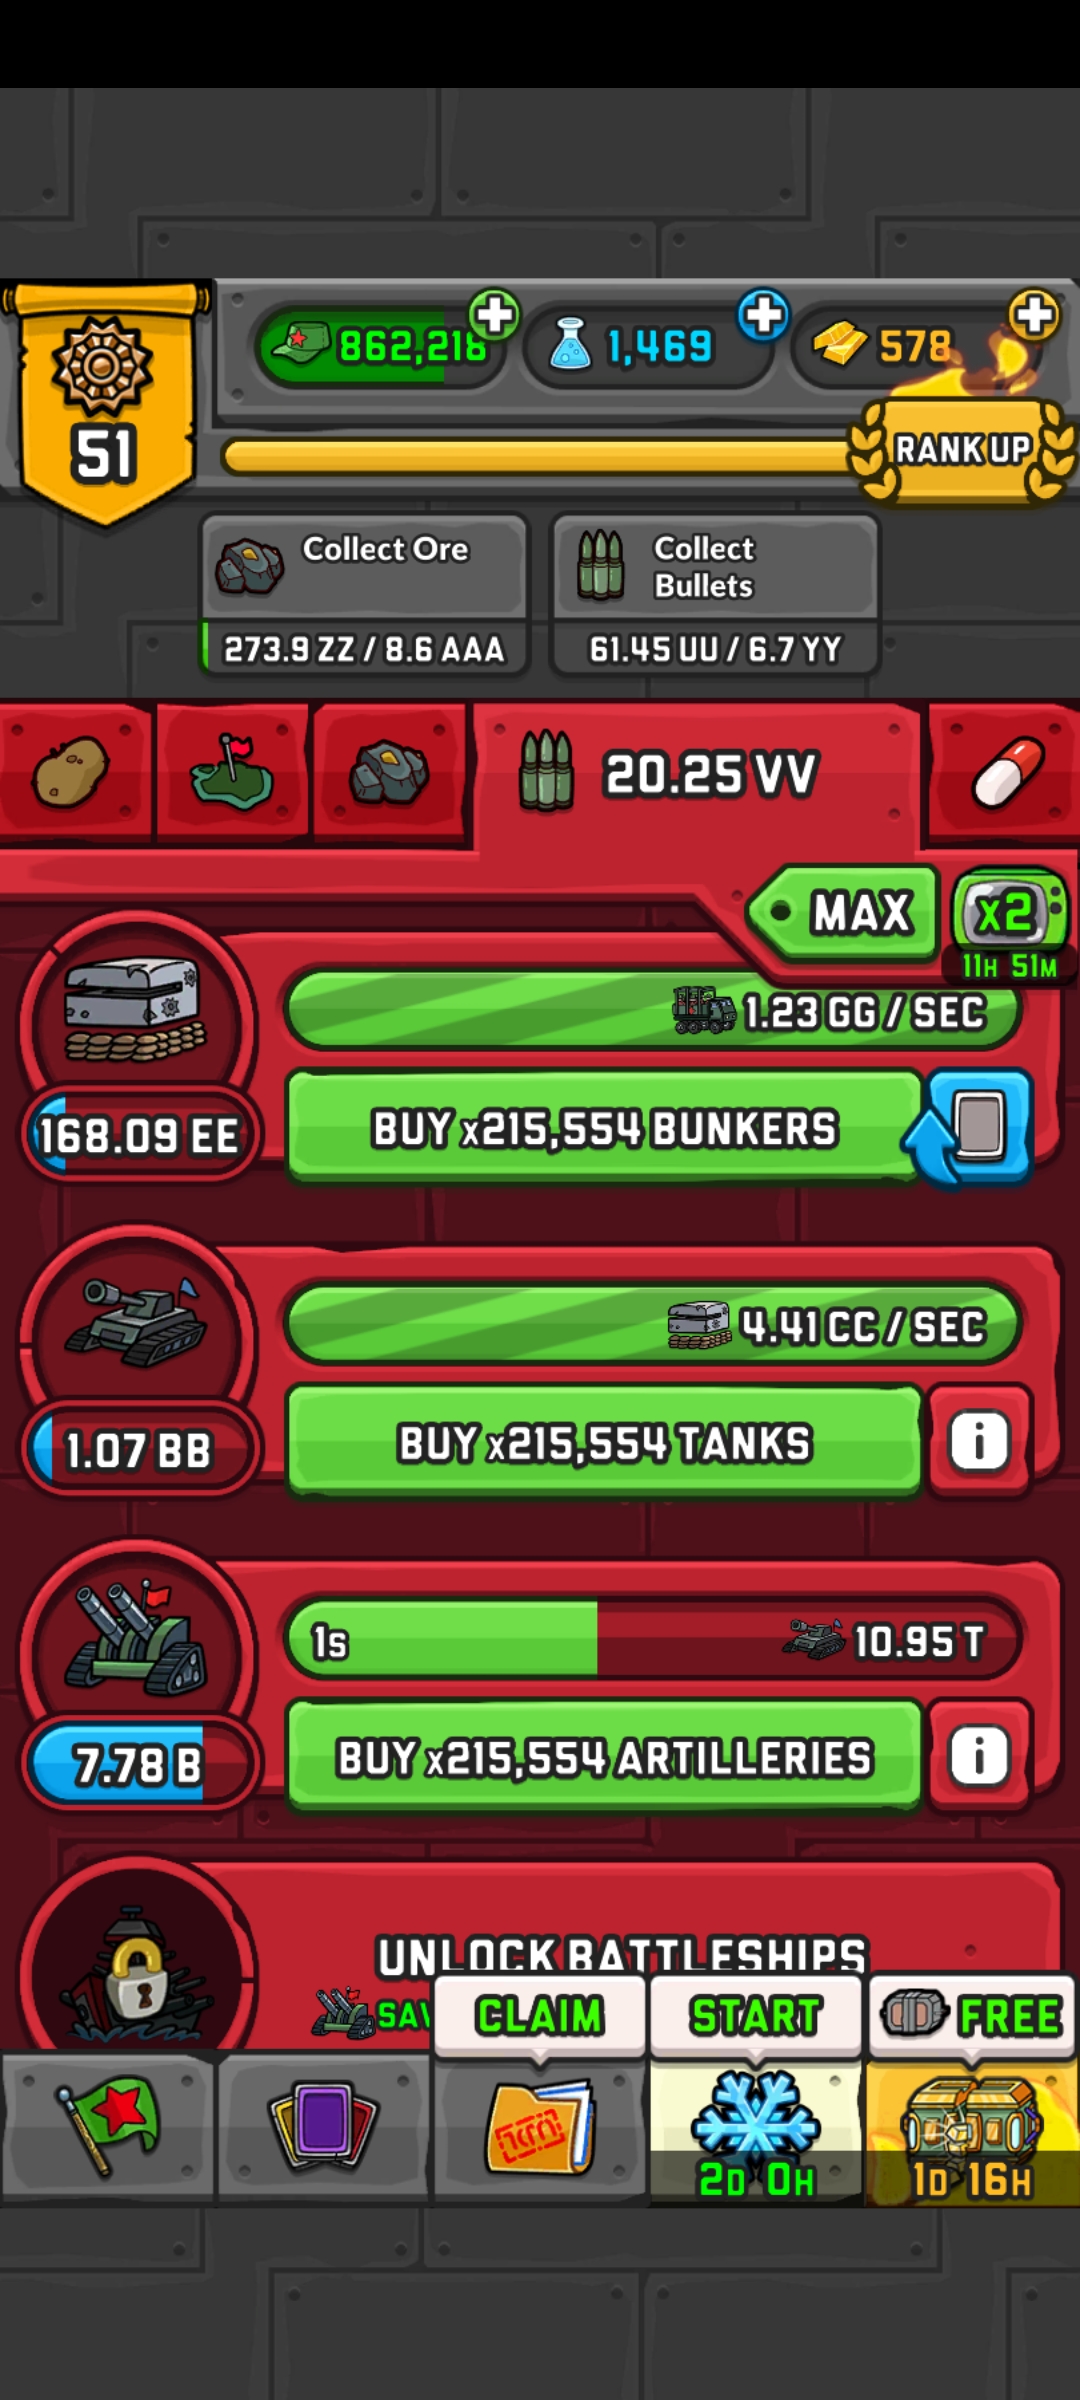 862,218
1,469
578
51
RANK UP
Collect Ore
273.9 ZZ / 8.6 AAA
Collect
Bullets
61.45 UU / 6.7 YY
20.25 VV
MAX
x2
11H 51M
1.23 GG / SEC
168.09 EE
BUY x215,554 BUNKERS
4.41 CC / SEC
1.07 BB
BUY x215,554 TANKS
i
1s
10.95 T
7.78 B
BUY x215,554 ARTILLERIES
i
UNLOCK BATTLESHIPS
CLAIM
START
FREE
2D 0H
1D 16H